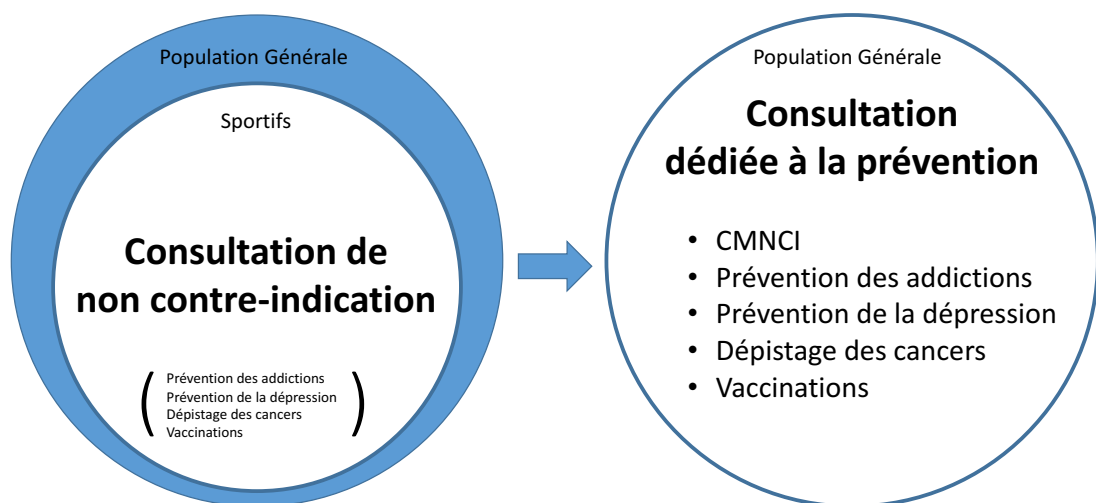 Population Générale
Sportifs
Consultation de
non contre-indication
Prévention des addictions
Prévention de la dépression
Dépistage des cancers
Vaccinations
Population Générale
Consultation
dédiée à la prévention
• CMNCI
• Prévention des addictions
• Prévention de la dépression
• Dépistage des cancers
• Vaccinations